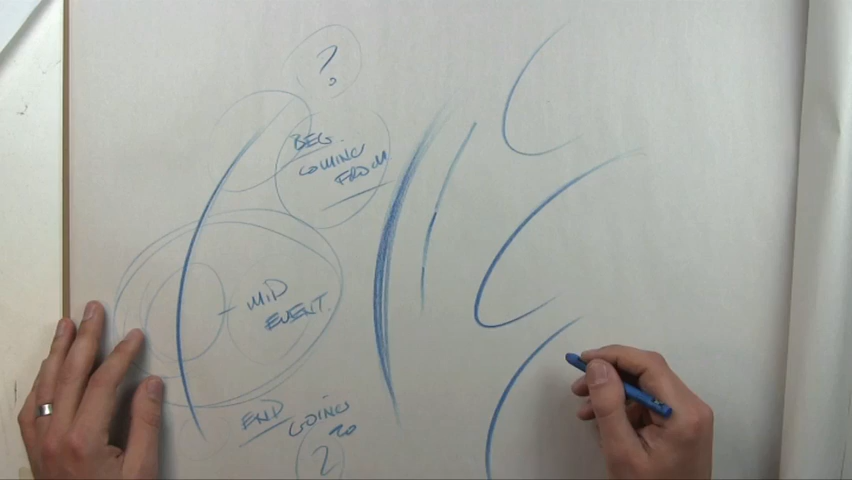 ?
BEG.
COMING
FROM
MID
EVENT.
END GOING
TO
?